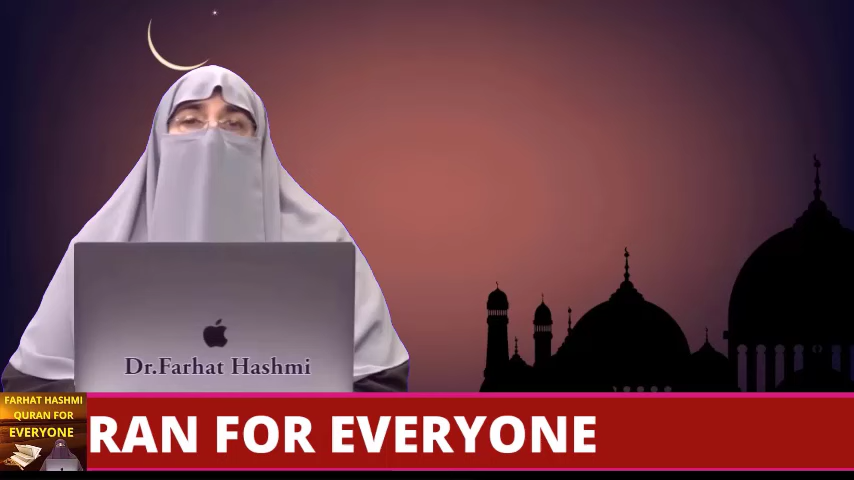 Dr.Farhat Hashmi
FARHAT HASHMI
QURAN FOR
EVERYONE
RAN FOR EVERYONE